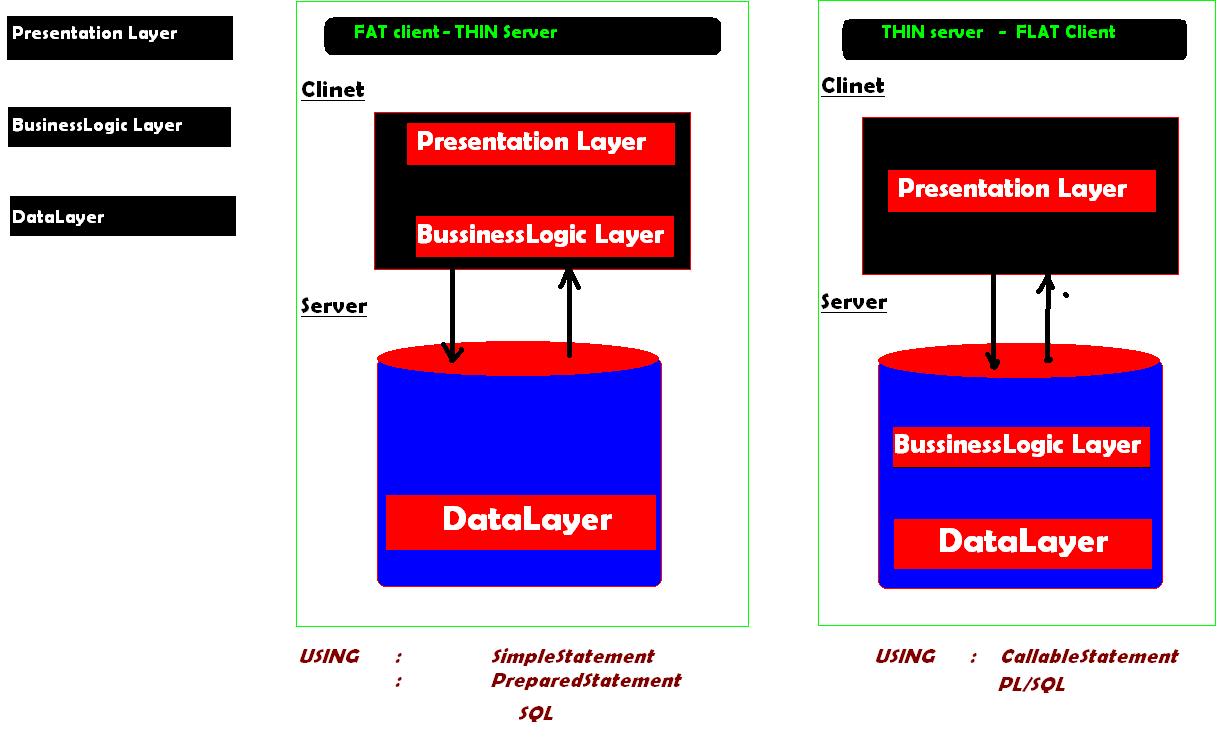 Presentation Layer
BusinessLogic Layer
DataLayer
FAT client - THIN Server
Clinet
Presentation Layer
BussinessLogic Layer
Server
DataLayer
USING : SimpleStatement
: PreparedStatement
SQL
THIN server - FLAT Client
Clinet
Presentation Layer
Server
BussinessLogic Layer
DataLayer
USING : CallableStatement
PL/SQL